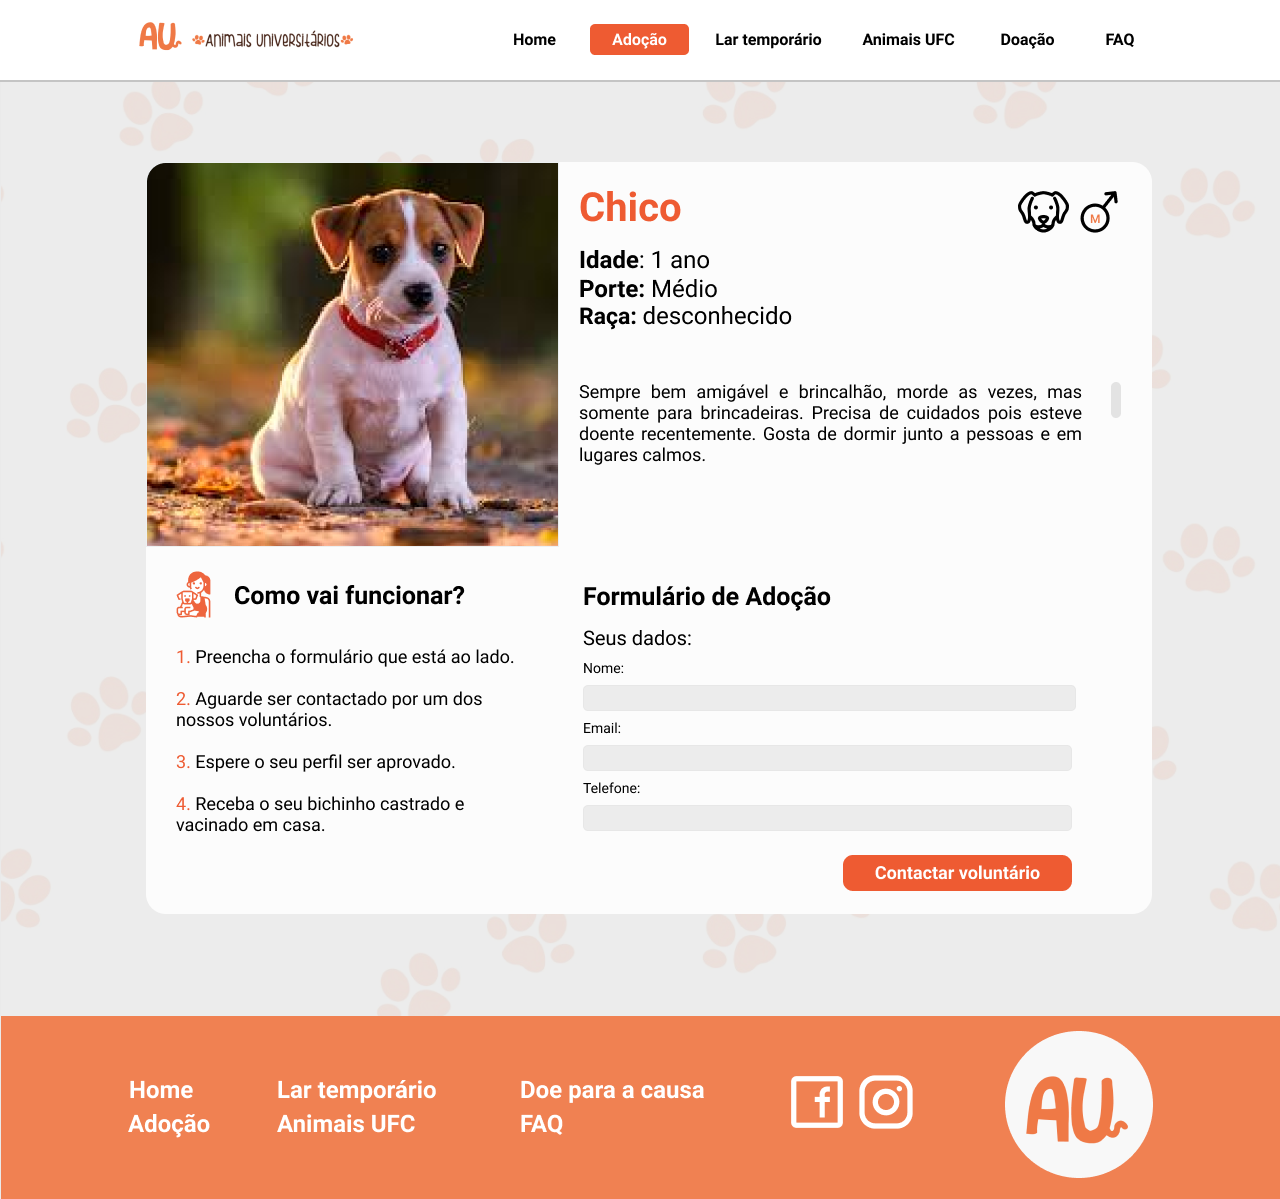 AU. Animais Universitários Home Adoção Lar temporário Animais UFC Doação FAQ
Chico
M
Idade: 1 ano
Porte: Médio
Raça: desconhecido
Sempre bem amigável e brincalhão, morde as vezes, mas
somente para brincadeiras. Precisa de cuidados pois esteve
doente recentemente. Gosta de dormir junto a pessoas e em
lugares calmos.
Como vai funcionar?
1. Preencha o formulário que está ao lado.
2. Aguarde ser contactado por um dos
nossos voluntários.
3. Espere o seu perfil ser aprovado.
4. Receba o seu bichinho castrado e
vacinado em casa.
Formulário de Adoção
Seus dados:
Nome:
Email:
Telefone:
Contactar voluntário
Home
Adoção
Lar temporário
Animais UFC
Doe para a causa
FAQ
AU.